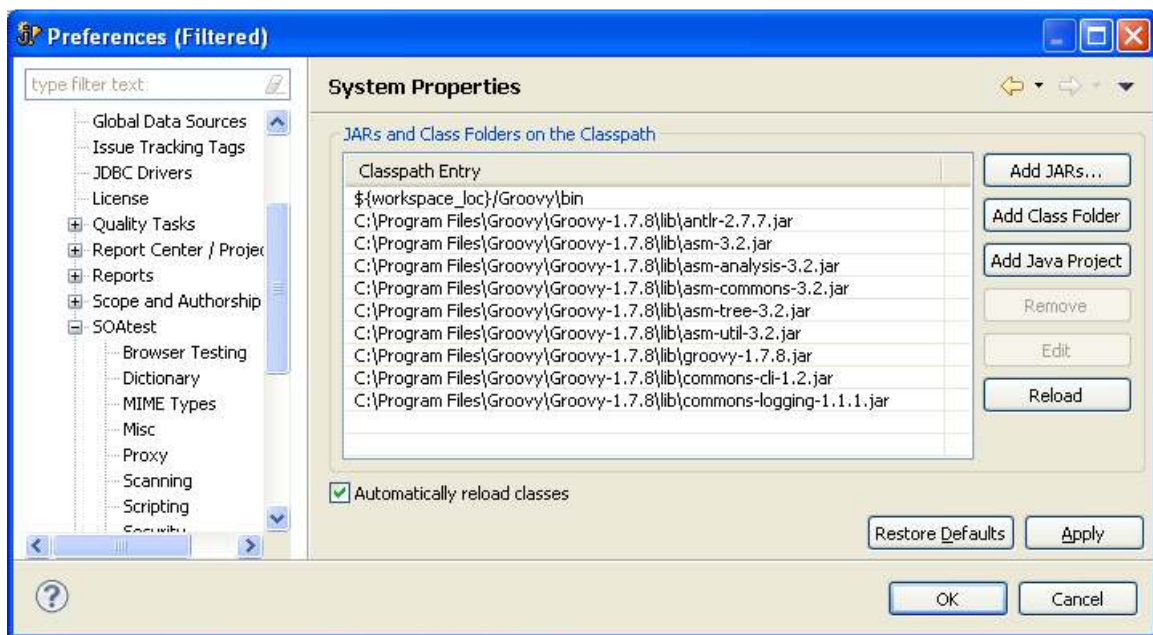 Preferences (Filtered)
type filter text
Global Data Sources
Issue Tracking Tags
JDBC Drivers
License
Quality Tasks
Report Center / Projec
Reports
Scope and Authorship
SOAtest
Browser Testing
Dictionary
MIME Types
Misc
Proxy
Scanning
Scripting
Security
System Properties
JARs and Class Folders on the Classpath
Classpath Entry
${workspace_loc}/Groovy\bin
C:\Program Files\Groovy\Groovy-1.7.8\lib\antlr-2.7.7.jar
C:\Program Files\Groovy\Groovy-1.7.8\lib\asm-3.2.jar
C:\Program Files\Groovy\Groovy-1.7.8\lib\asm-analysis-3.2.jar
C:\Program Files\Groovy\Groovy-1.7.8\lib\asm-commons-3.2.jar
C:\Program Files\Groovy\Groovy-1.7.8\lib\asm-tree-3.2.jar
C:\Program Files\Groovy\Groovy-1.7.8\lib\asm-util-3.2.jar
C:\Program Files\Groovy\Groovy-1.7.8\lib\groovy-1.7.8.jar
C:\Program Files\Groovy\Groovy-1.7.8\lib\commons-cli-1.2.jar
C:\Program Files\Groovy\Groovy-1.7.8\lib\commons-logging-1.1.1.jar
Add JARs...
Add Class Folder
Add Java Project
Remove
Edit
Reload
Automatically reload classes
Restore Defaults
Apply
OK
Cancel